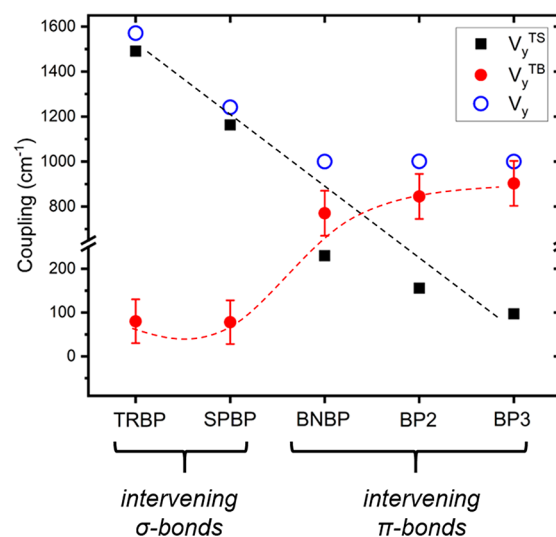 1600
1400
1200
1000
800
200
100
0
Coupling (cm⁻¹)
V_y^TS
V_y^TB
V_y
TRBP SPBP BNBP BP2 BP3
intervening intervening
σ-bonds π-bonds